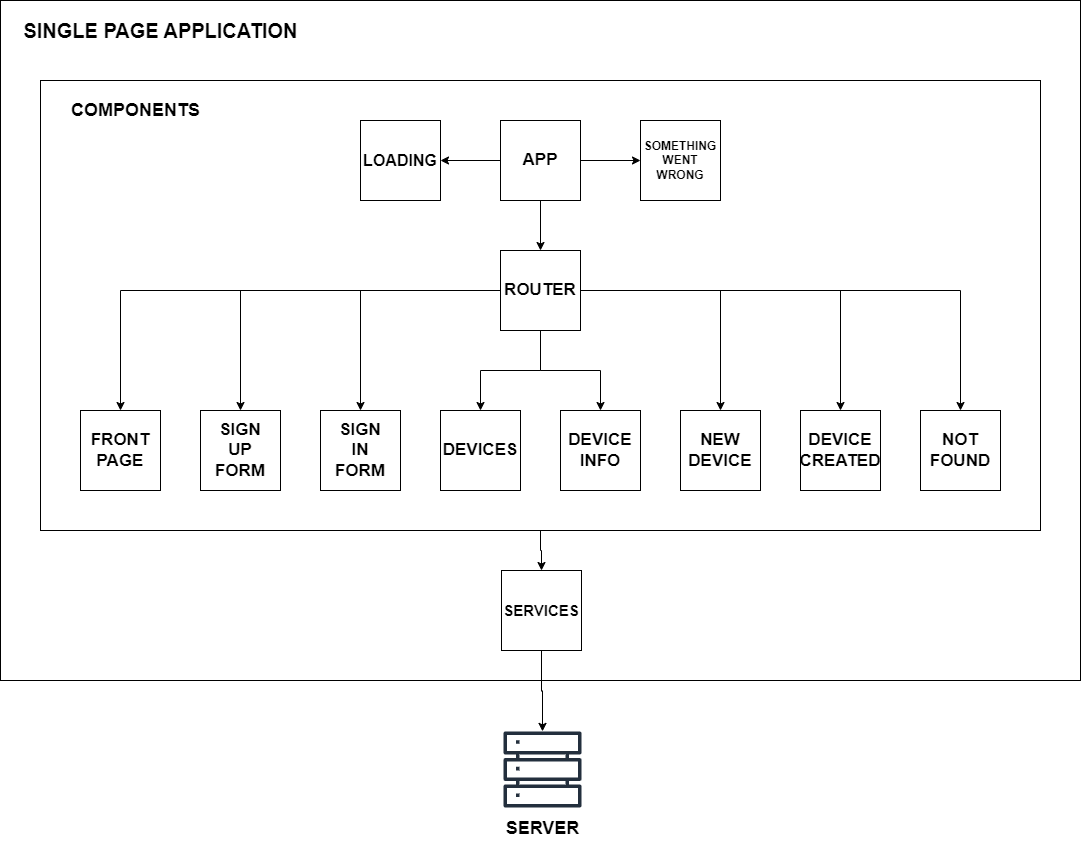 SINGLE PAGE APPLICATION
COMPONENTS
LOADING
APP
SOMETHING
WENT
WRONG
ROUTER
FRONT
PAGE
SIGN
UP
FORM
SIGN
IN
FORM
DEVICES
DEVICE
INFO
NEW
DEVICE
DEVICE
CREATED
NOT
FOUND
SERVICES
SERVER